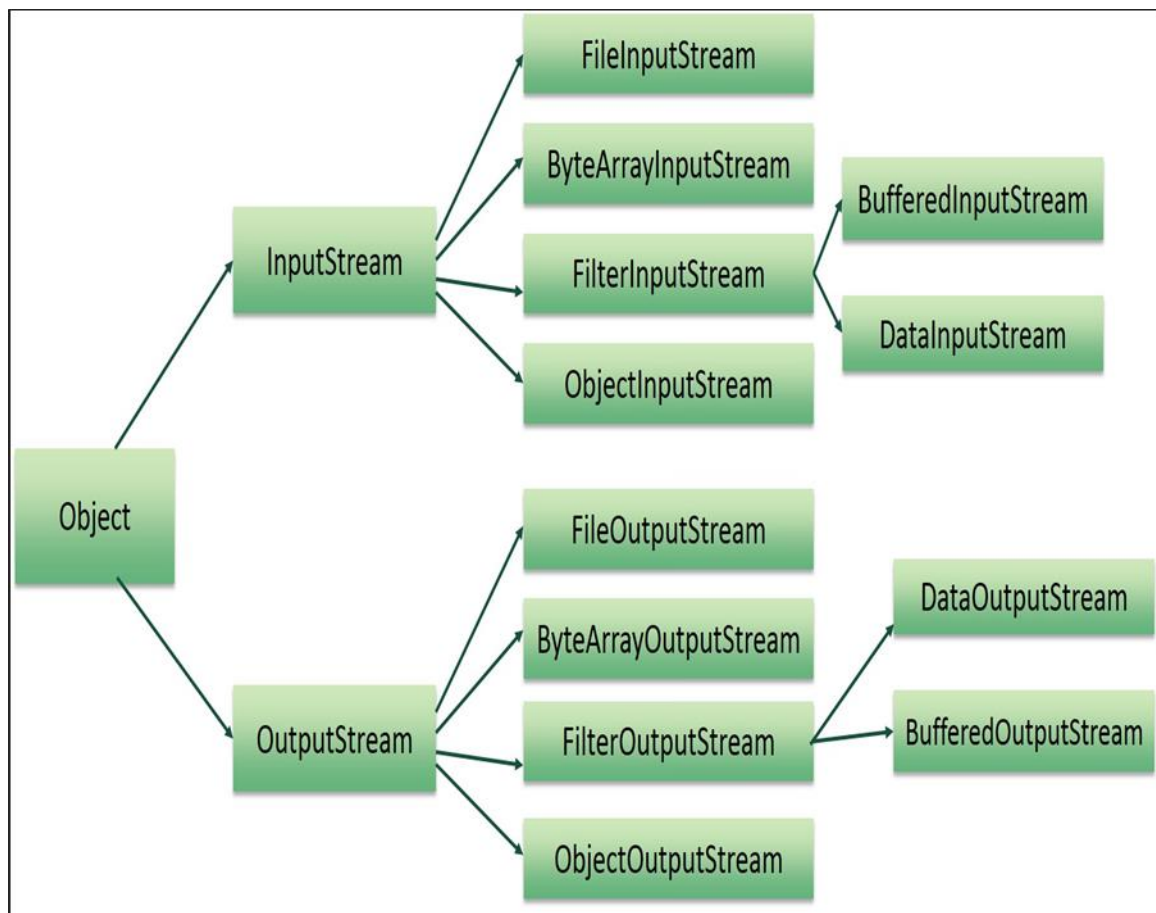 FileInputStream
ByteArrayInputStream
BufferedInputStream
InputStream
FilterInputStream
DataInputStream
ObjectInputStream
Object
FileOutputStream
DataOutputStream
ByteArrayOutputStream
OutputStream
FilterOutputStream
BufferedOutputStream
ObjectOutputStream